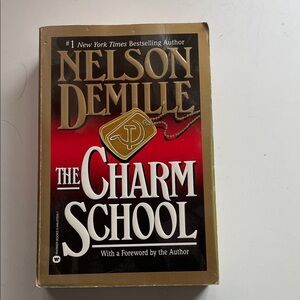 #1 New York Times Bestselling Author
NELSON
DEMILLE
THE CHARM
SCHOOL
With a Foreword by the Author